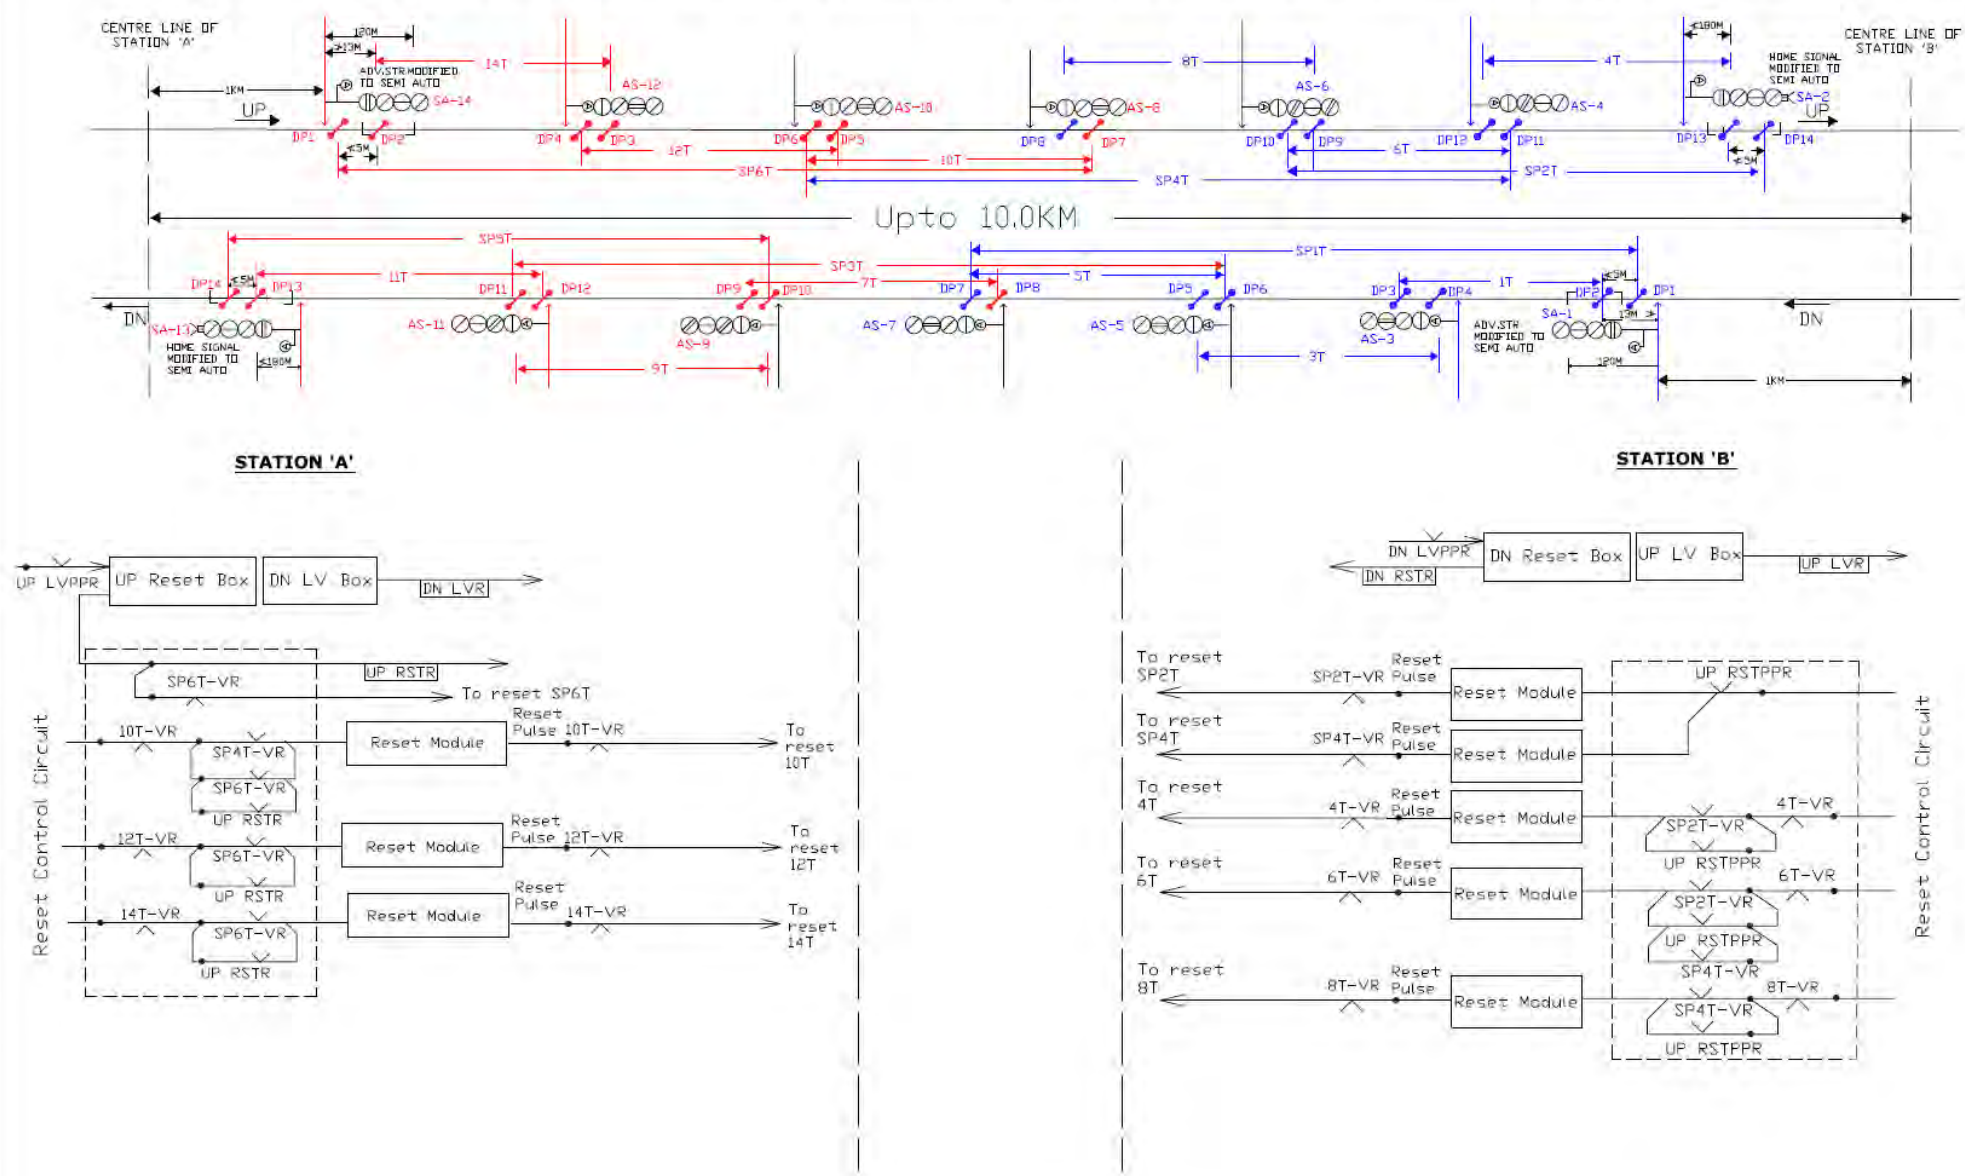 CENTRE LINE OF
STATION 'A'
120M
≮13M
14T
ADV.STR.MODIFIED
TO SEMI AUTO
SA-14
1KM
UP
DP1
DP2
≮5M
AS-12
DP4
DP3
12T
AS-10
DP6
DP5
10T
SP6T
8T
AS-8
DP8
DP7
SP4T
AS-6
DP10
DP9
6T
SP2T
4T
AS-4
DP12
DP11
≮180M
HOME SIGNAL
MODIFIED TO
SEMI AUTO
SA-2
UP
DP13
DP14
CENTRE LINE OF
STATION 'B'
Upto 10.0KM
SP5T
SP1T
SP3T
11T
7T
5T
1T
DP14
DP13
DP11
DP12
DP9
DP10
DP7
DP8
DP5
DP6
DP3
DP4
DP2
DP1
DN
SA-13
HOME SIGNAL
MODIFIED TO
SEMI AUTO
AS-11
AS-9
AS-7
AS-5
AS-3
SA-1
13M
ADV.STR
MODIFIED TO
SEMI AUTO
120M
DN
9T
3T
1KM
STATION 'A'
STATION 'B'
UP LVPPR
UP Reset Box
DN LV Box
DN LVR
DN LVPPR
DN RSTR
DN Reset Box
UP LV Box
UP LVR
Reset Control Circuit
SP6T-VR
UP RSTR
To reset SP6T
10T-VR
SP4T-VR
SP6T-VR
UP RSTR
Reset Module
Reset
Pulse
10T-VR
To
reset
10T
12T-VR
SP6T-VR
UP RSTR
Reset Module
Reset
Pulse
12T-VR
To
reset
12T
14T-VR
SP6T-VR
UP RSTR
Reset Module
Reset
Pulse
14T-VR
To
reset
14T
To reset
SP2T
SP2T-VR
Reset
Pulse
Reset Module
UP RSTPPR
To reset
SP4T
SP4T-VR
Reset
Pulse
Reset Module
To reset
4T
4T-VR
Reset
Pulse
Reset Module
SP2T-VR
UP RSTPPR
4T-VR
To reset
6T
6T-VR
Reset
Pulse
Reset Module
SP2T-VR
UP RSTPPR
SP4T-VR
6T-VR
To reset
8T
8T-VR
Reset
Pulse
Reset Module
SP4T-VR
UP RSTPPR
8T-VR
Reset Control Circuit